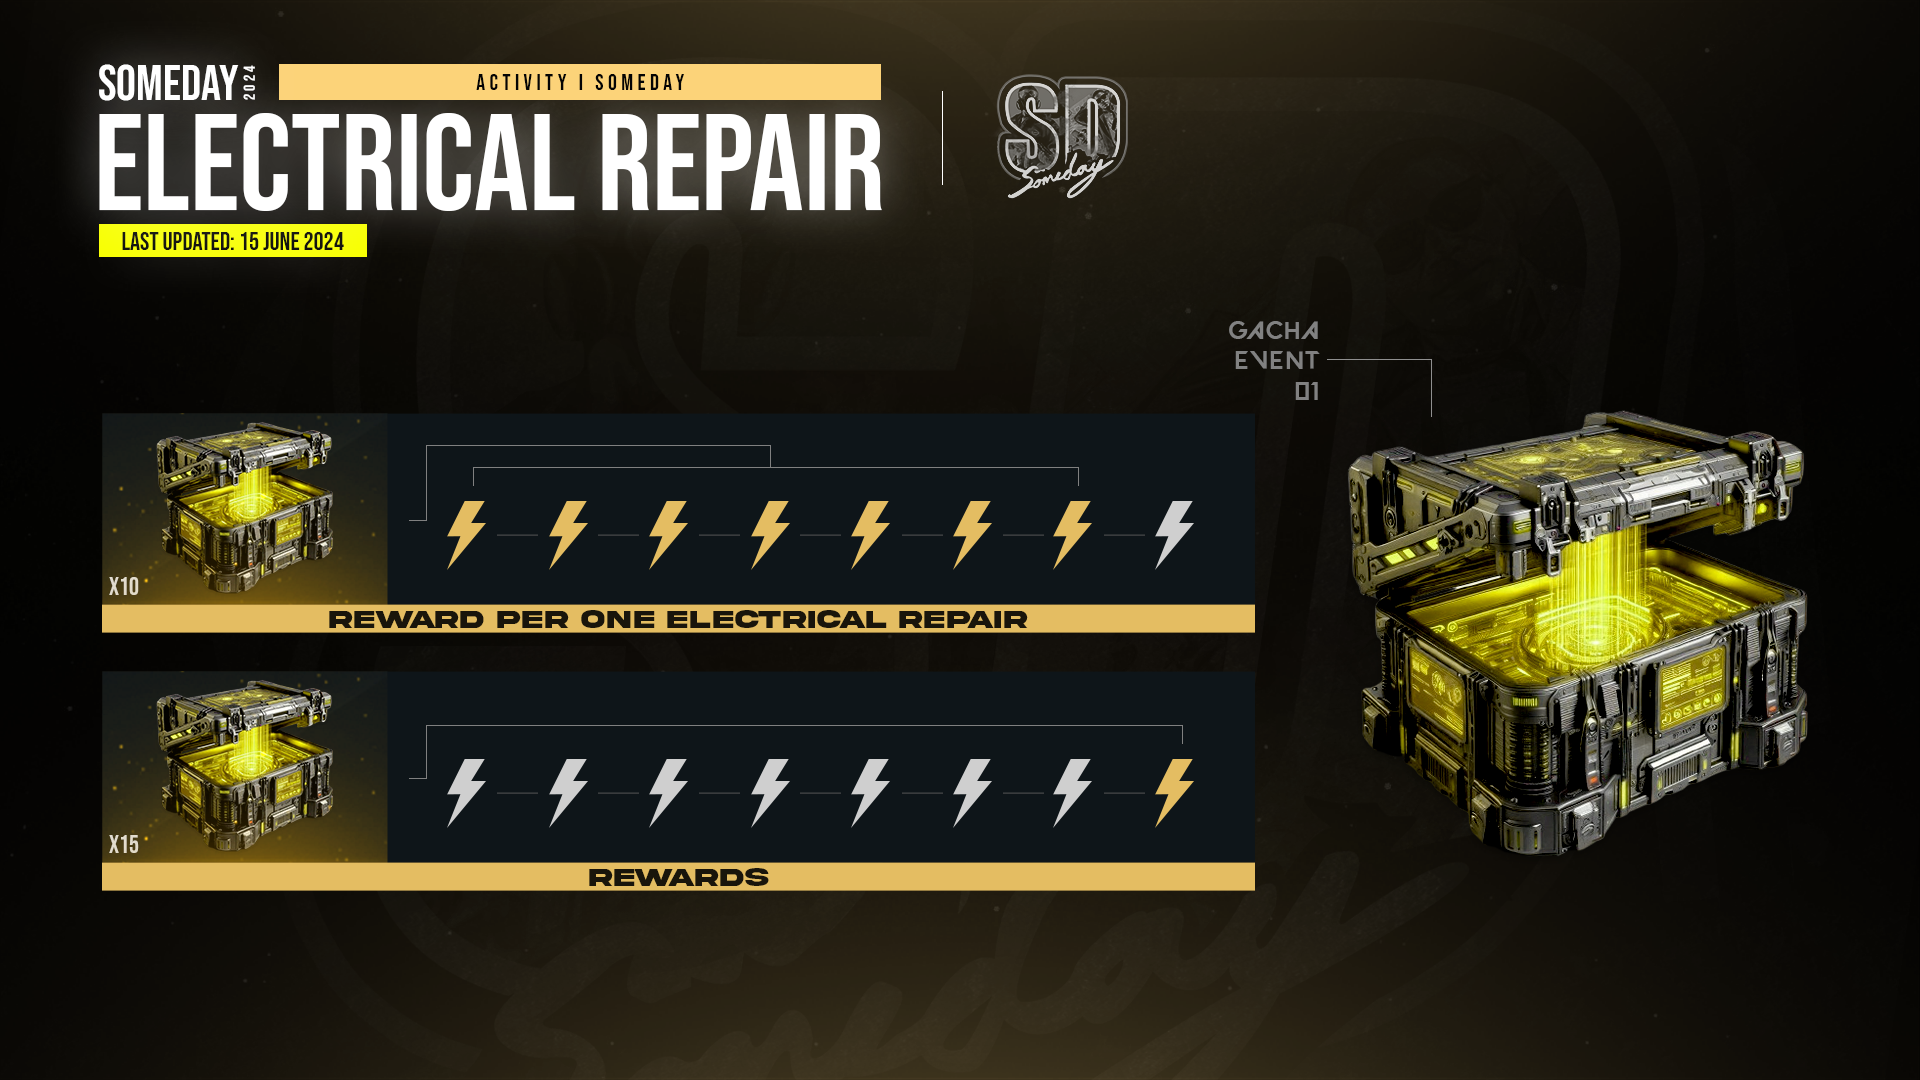 SOMEDAY 2024
ACTIVITY I SOMEDAY
ELECTRICAL REPAIR
LAST UPDATED: 15 JUNE 2024
SD
Someday
GACHA
EVENT
01
X10
REWARD PER ONE ELECTRICAL REPAIR
X15
REWARDS